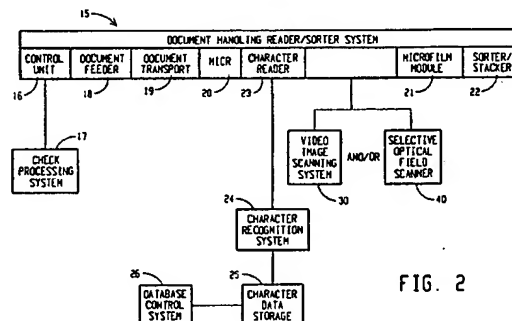 15
DOCUMENT HANDLING READER/SORTER SYSTEM
CONTROL UNIT
DOCUMENT FEEDER
DOCUMENT TRANSPORT
MICR
CHARACTER READER
MICROFILM MODULE
SORTER/STACKER
16
18
19
20
23
21
22
CHECK PROCESSING SYSTEM
17
VIDEO IMAGE SCANNING SYSTEM
AND/OR
SELECTIVE OPTICAL FIELD SCANNER
30
40
24
CHARACTER RECOGNITION SYSTEM
26
25
DATABASE CONTROL SYSTEM
CHARACTER DATA STORAGE
FIG. 2